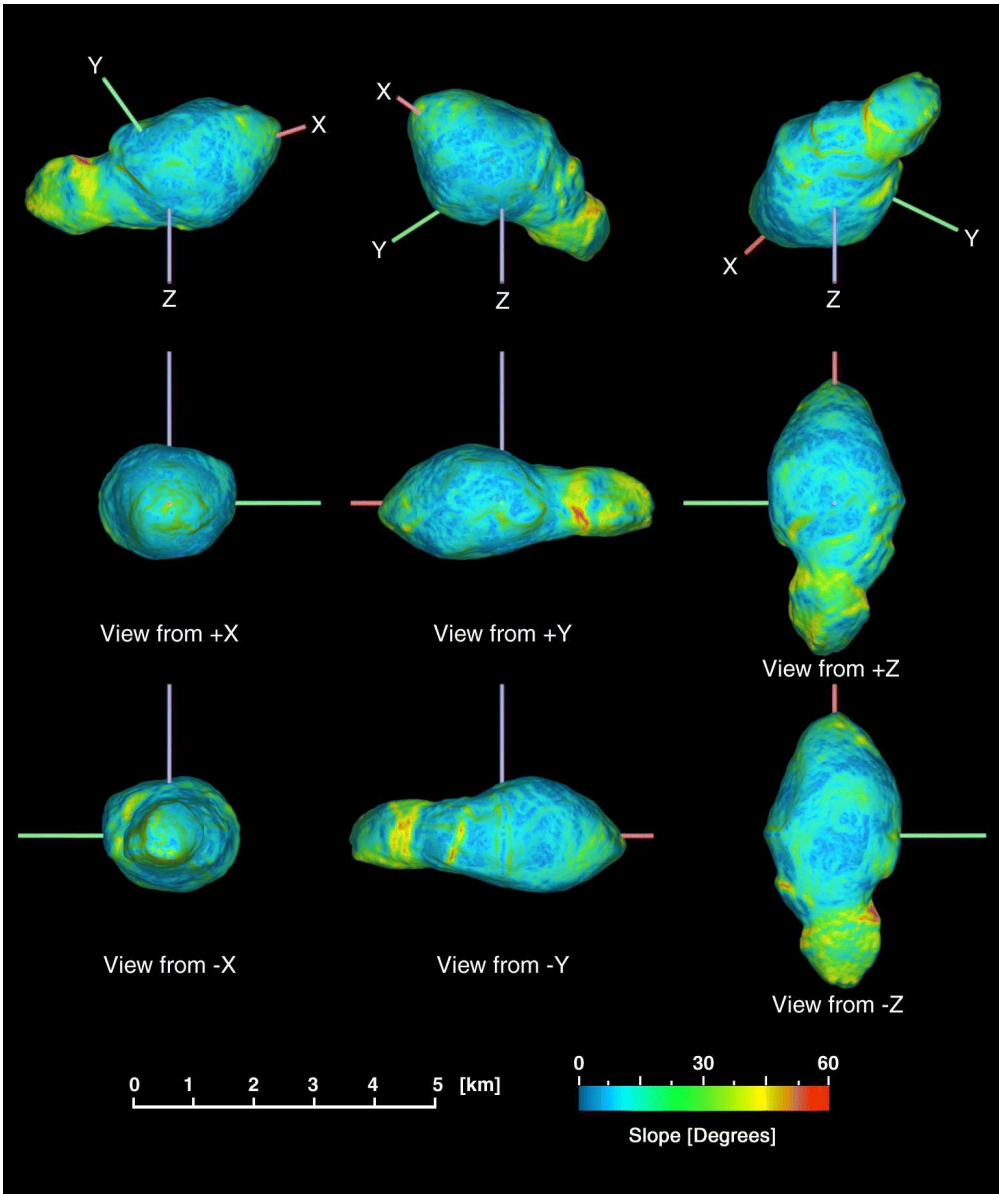 Y
X
X
Y
Z
Z
X
Y
Z
View from +X
View from +Y
View from +Z
View from -X
View from -Y
View from -Z
0 1 2 3 4 5 [km]
0 30 60
Slope [Degrees]